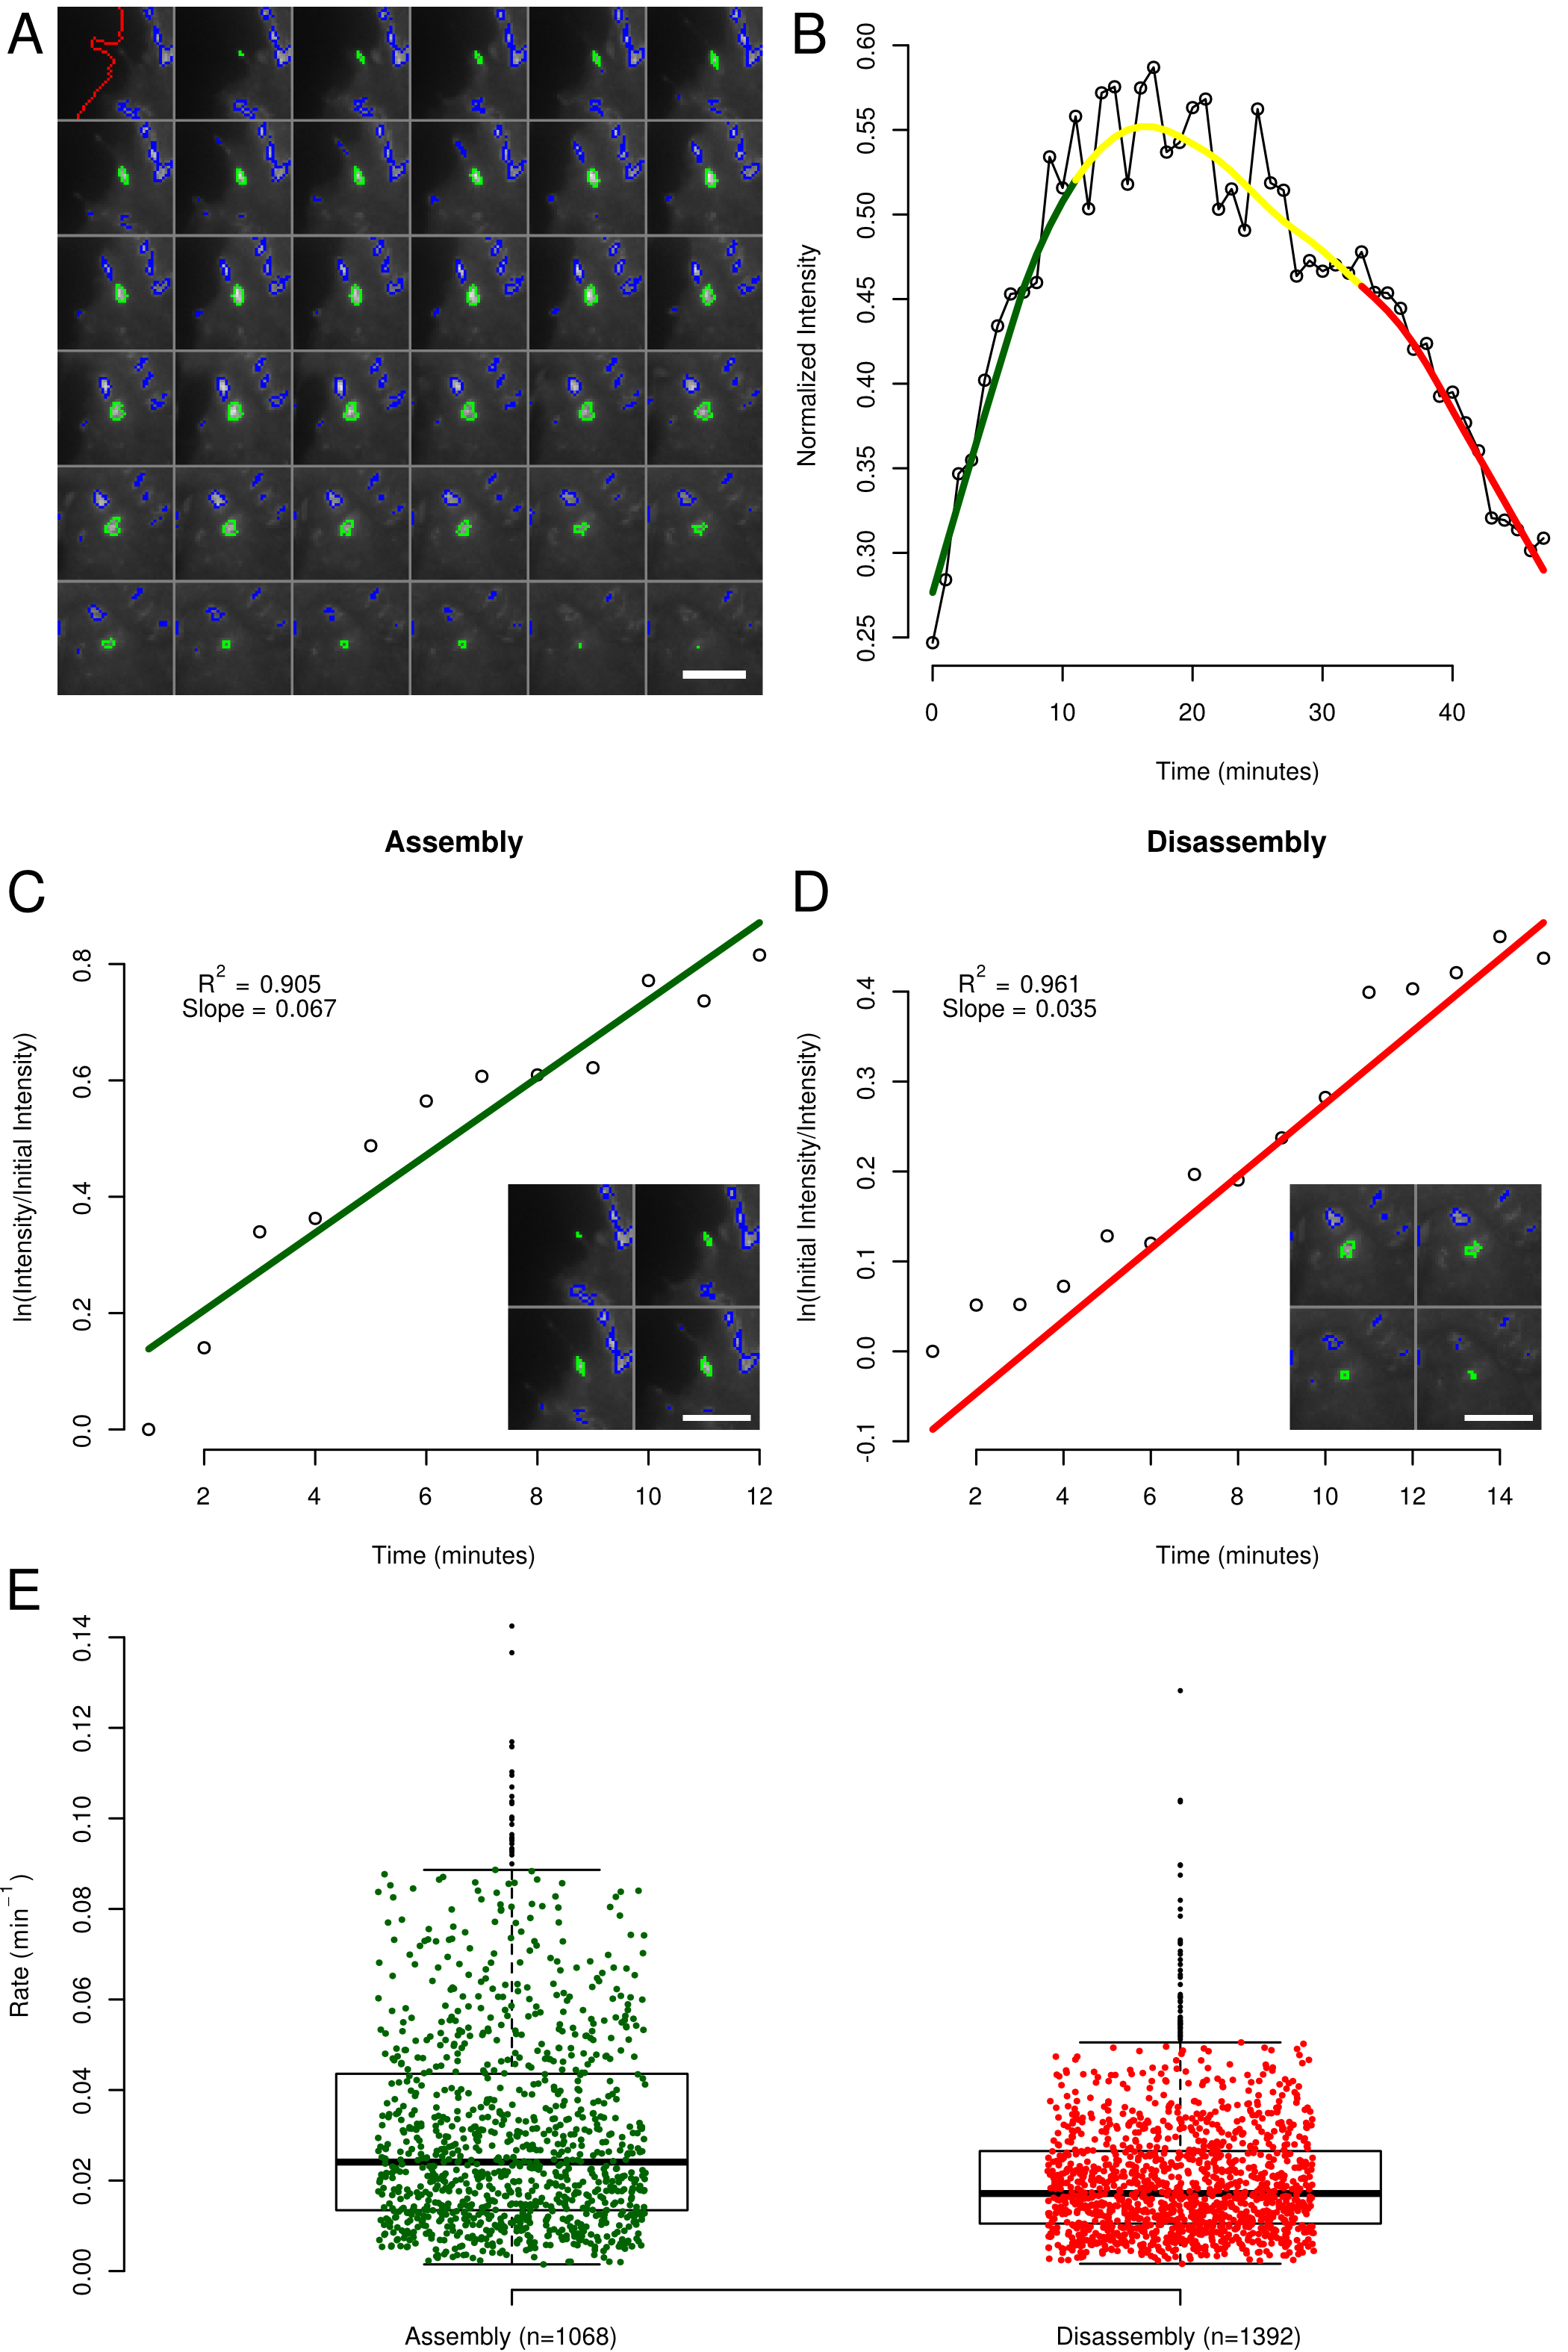 A
B
0.60
0.55
0.50
0.45
0.40
0.35
0.30
0.25
Normalized Intensity
0 10 20 30 40
Time (minutes)
Assembly
C
0.8
0.6
0.4
0.2
0.0
ln(Intensity/Initial Intensity)
R² = 0.905
Slope = 0.067
2 4 6 8 10 12
Time (minutes)
Disassembly
D
0.4
0.3
0.2
0.1
0.0
-0.1
ln(Initial Intensity/Intensity)
R² = 0.961
Slope = 0.035
2 4 6 8 10 12 14
Time (minutes)
E
0.14
0.12
0.10
0.08
0.06
0.04
0.02
0.00
Rate (min⁻¹)
Assembly (n=1068)
Disassembly (n=1392)